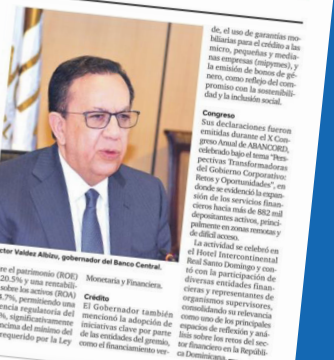 ctor Valdez Albizu, gobernador del Banco Central.
re el patrimonio (ROE)
20.5% y una rentabili-
sobre los activos (ROA)
4.7%, permitiendo una
encia regulatoria del
%, significativamente
ncima del mínimo del
requerido por la Ley
Monetaria y Financiera.
Crédito
El Gobernador también
mencionó la adopción de
iniciativas clave por parte
de las entidades del gremio,
como el financiamiento ver-
de, el uso de garantías mo-
biliarias para el crédito a las
micro, pequeñas y media-
nas empresas (mipymes), y
la emisión de bonos de gé-
nero, como reflejo del com-
promiso con la sostenibili-
dad y la inclusión social.
Congreso
Sus declaraciones fueron
emitidas durante el X Con-
greso Anual de ABANCORD,
celebrado bajo el tema "Pers-
pectivas Transformadoras
del Gobierno Corporativo:
Retos y Oportunidades", en
donde se evidenció la expan-
sión de los servicios finan-
cieros hacia más de 882 mil
depositantes activos, princi-
palmente en zonas remotas y
de difícil acceso.
La actividad se celebró en
el Hotel Intercontinental
Real Santo Domingo y con-
tó con la participación de
diversas entidades finan-
cieras y representantes de
organismos supervisores,
consolidando su relevancia
como uno de los principales
espacios de reflexión y aná-
lisis sobre los retos del sec-
tor financiero en la Repúbli-
ca Dominicana